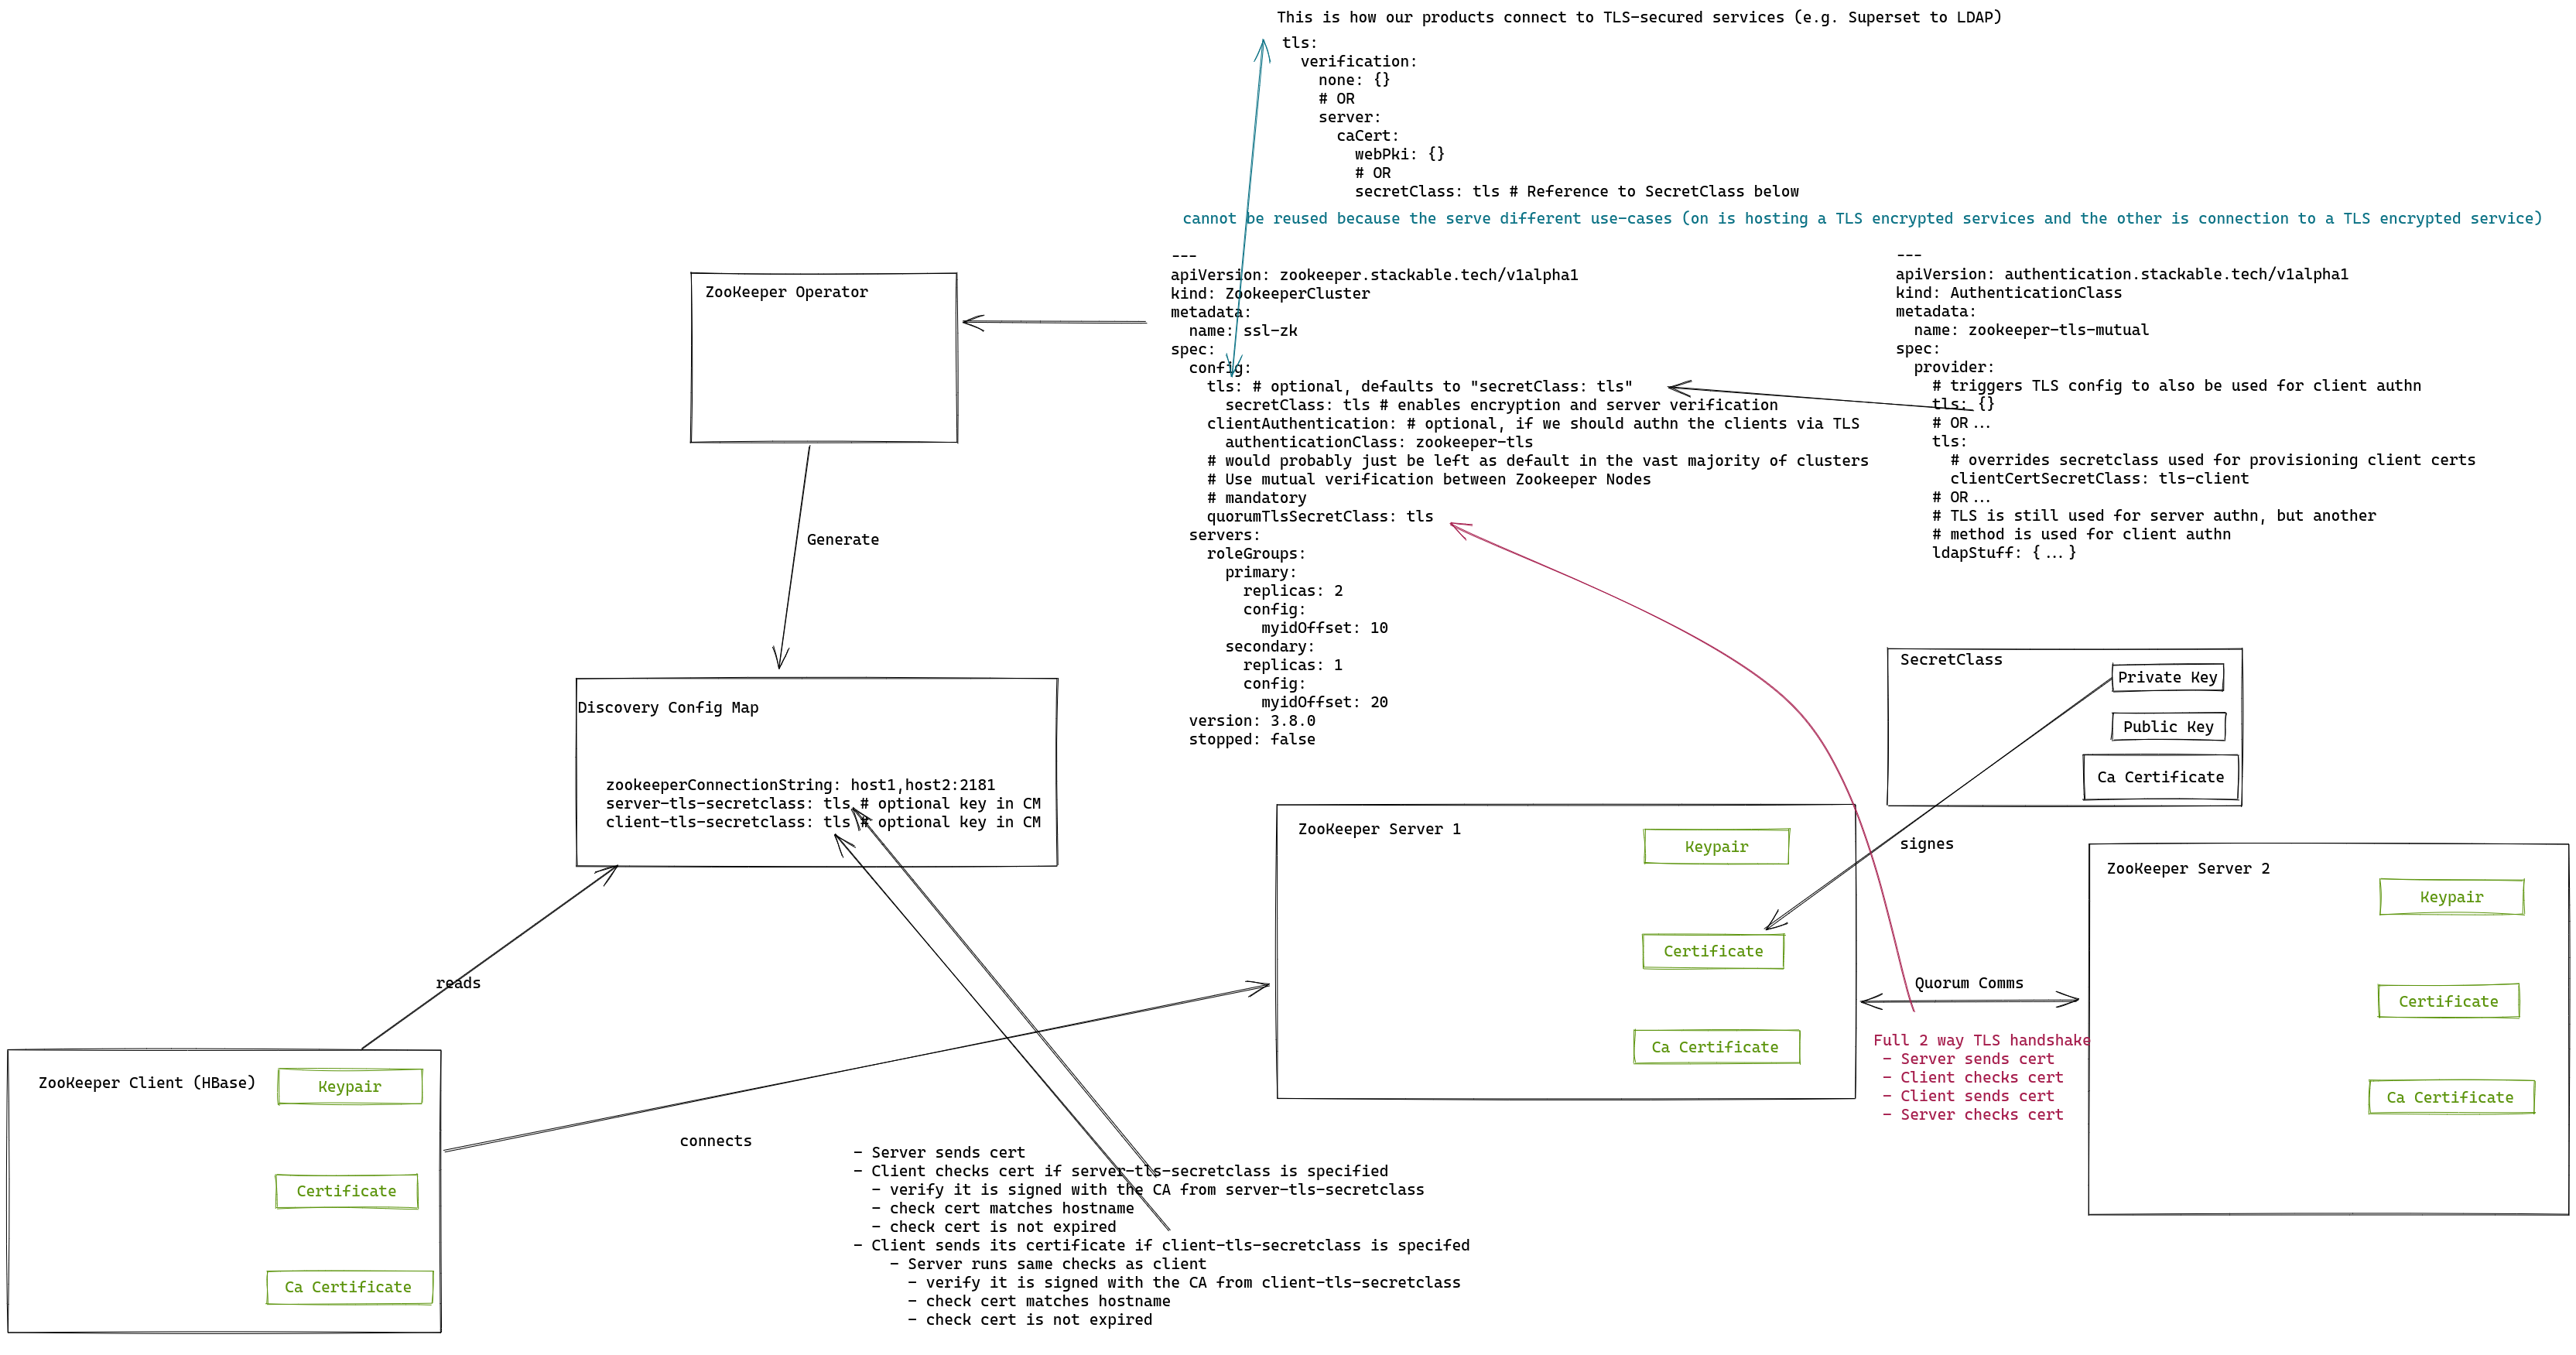 This is how our products connect to TLS-secured services (e.g. Superset to LDAP)
tls:
  verification:
    none: {}
    # OR
    server:
      caCert:
        webPki: {}
        # OR
        secretClass: tls # Reference to SecretClass below
cannot be reused because the serve different use-cases (on is hosting a TLS encrypted services and the other is connection to a TLS encrypted service)
ZooKeeper Operator
---
apiVersion: zookeeper.stackable.tech/v1alpha1
kind: ZookeeperCluster
metadata:
  name: ssl-zk
spec:
  config:
    tls: # optional, defaults to "secretClass: tls"
      secretClass: tls # enables encryption and server verification
    clientAuthentication: # optional, if we should authn the clients via TLS
      authenticationClass: zookeeper-tls
    # would probably just be left as default in the vast majority of clusters
    # Use mutual verification between Zookeeper Nodes
    # mandatory
    quorumTlsSecretClass: tls
  servers:
    roleGroups:
      primary:
        replicas: 2
        config:
          myidOffset: 10
      secondary:
        replicas: 1
        config:
          myidOffset: 20
  version: 3.8.0
  stopped: false
---
apiVersion: authentication.stackable.tech/v1alpha1
kind: AuthenticationClass
metadata:
  name: zookeeper-tls-mutual
spec:
  provider:
    # triggers TLS config to also be used for client authn
    tls: {}
    # OR...
    tls:
      # overrides secretclass used for provisioning client certs
      clientCertSecretClass: tls-client
    # OR...
    # TLS is still used for server authn, but another
    # method is used for client authn
    ldapStuff: {...}
Generate
Discovery Config Map
zookeeperConnectionString: host1,host2:2181
server-tls-secretclass: tls # optional key in CM
client-tls-secretclass: tls # optional key in CM
SecretClass
Private Key
Public Key
Ca Certificate
signes
ZooKeeper Server 1
Keypair
Certificate
Ca Certificate
ZooKeeper Server 2
Keypair
Certificate
Ca Certificate
Quorum Comms
Full 2 way TLS handshake
 - Server sends cert
 - Client checks cert
 - Client sends cert
 - Server checks cert
reads
ZooKeeper Client (HBase)
Keypair
Certificate
Ca Certificate
connects
- Server sends cert
- Client checks cert if server-tls-secretclass is specified
  - verify it is signed with the CA from server-tls-secretclass
  - check cert matches hostname
  - check cert is not expired
- Client sends its certificate if client-tls-secretclass is specifed
    - Server runs same checks as client
      - verify it is signed with the CA from client-tls-secretclass
      - check cert matches hostname
      - check cert is not expired